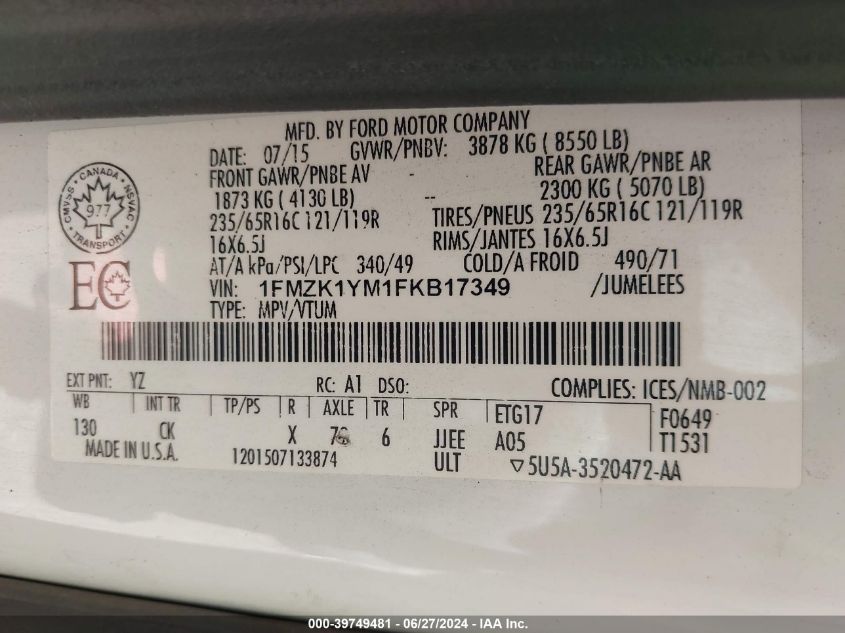 MFD. BY FORD MOTOR COMPANY
DATE: 07/15 GVWR/PNBV: 3878 KG ( 8550 LB)
FRONT GAWR/PNBE AV - REAR GAWR/PNBE AR
1873 KG ( 4130 LB) -- 2300 KG ( 5070 LB)
235/65R16C 121/119R TIRES/PNEUS 235/65R16C 121/119R
16X6.5J RIMS/JANTES 16X6.5J
AT/A kPa/PSI/LPC 340/49 COLD/A FROID 490/71
VIN: 1FMZK1YM1FKB17349 /JUMELEES
TYPE: MPV/VTUM
CANADA
CMVSS NSVAC
977
TRANSPORT
EC
EXT PNT: YZ RC: A1 DSO: COMPLIES: ICES/NMB-002
WB INT TR TP/PS R AXLE TR SPR ETG17 F0649
130 CK X 6 JJEE A05 T1531
MADE IN U.S.A. 1201507133874 ULT ▽5U5A-3520472-AA
000-39749481 - 06/27/2024 - IAA Inc.